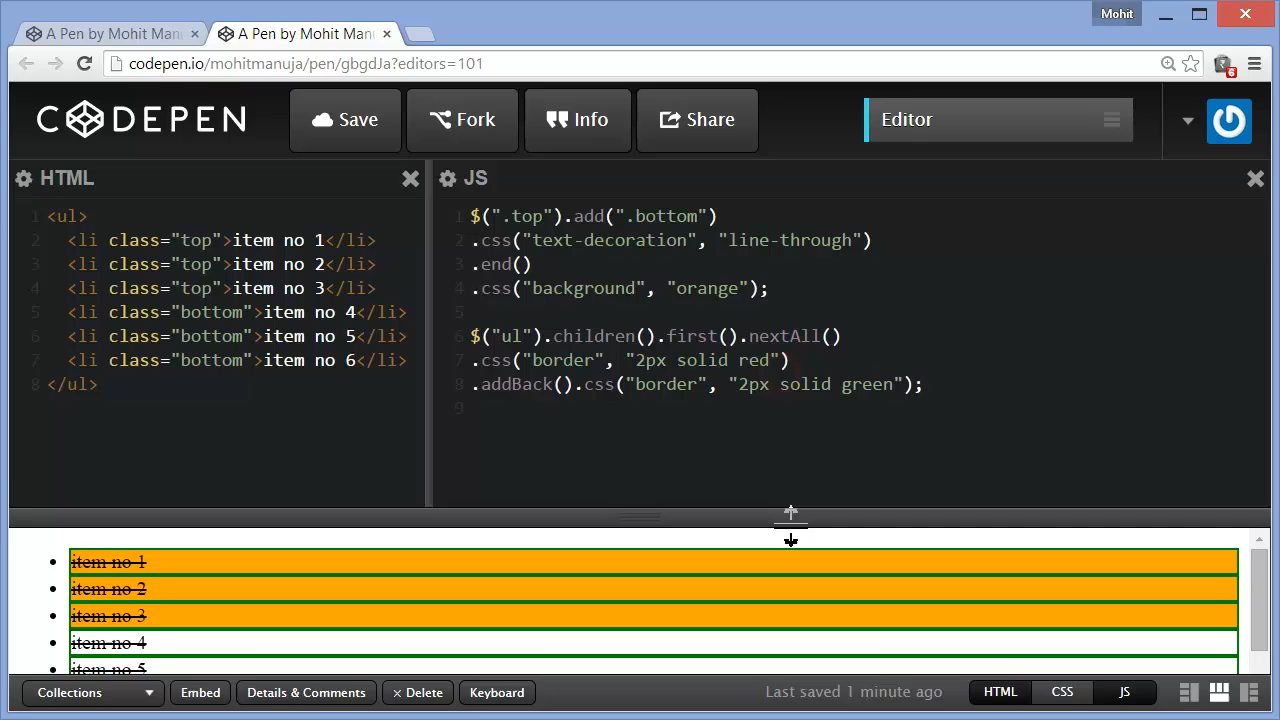 Mohit
A Pen by Mohit Man
A Pen by Mohit Man
codepen.io/mohitmanuja/pen/gbgdJa?editors=101
6
CODEPEN
Save
Fork
Info
Share
Editor
HTML
JS
1 <ul>
2 <li class="top">item no 1</li>
3 <li class="top">item no 2</li>
4 <li class="top">item no 3</li>
5 <li class="bottom">item no 4</li>
6 <li class="bottom">item no 5</li>
7 <li class="bottom">item no 6</li>
8 </ul>
1 $(".top").add(".bottom")
2 .css("text-decoration", "line-through")
3 .end()
4 .css("background", "orange");
5
6 $("ul").children().first().nextAll()
7 .css("border", "2px solid red")
8 .addBack().css("border", "2px solid green");
9
item no 1
item no 2
item no 3
item no 4
item no 5
Collections
Embed
Details & Comments
× Delete
Keyboard
Last saved 1 minute ago
HTML
CSS
JS